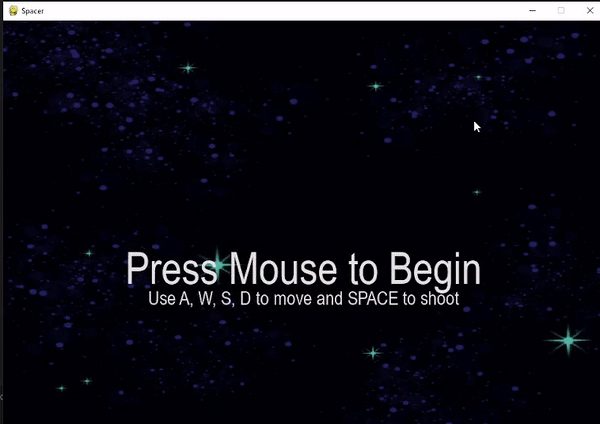 Spacer
Press Mouse to Begin
Use A, W, S, D to move and SPACE to shoot